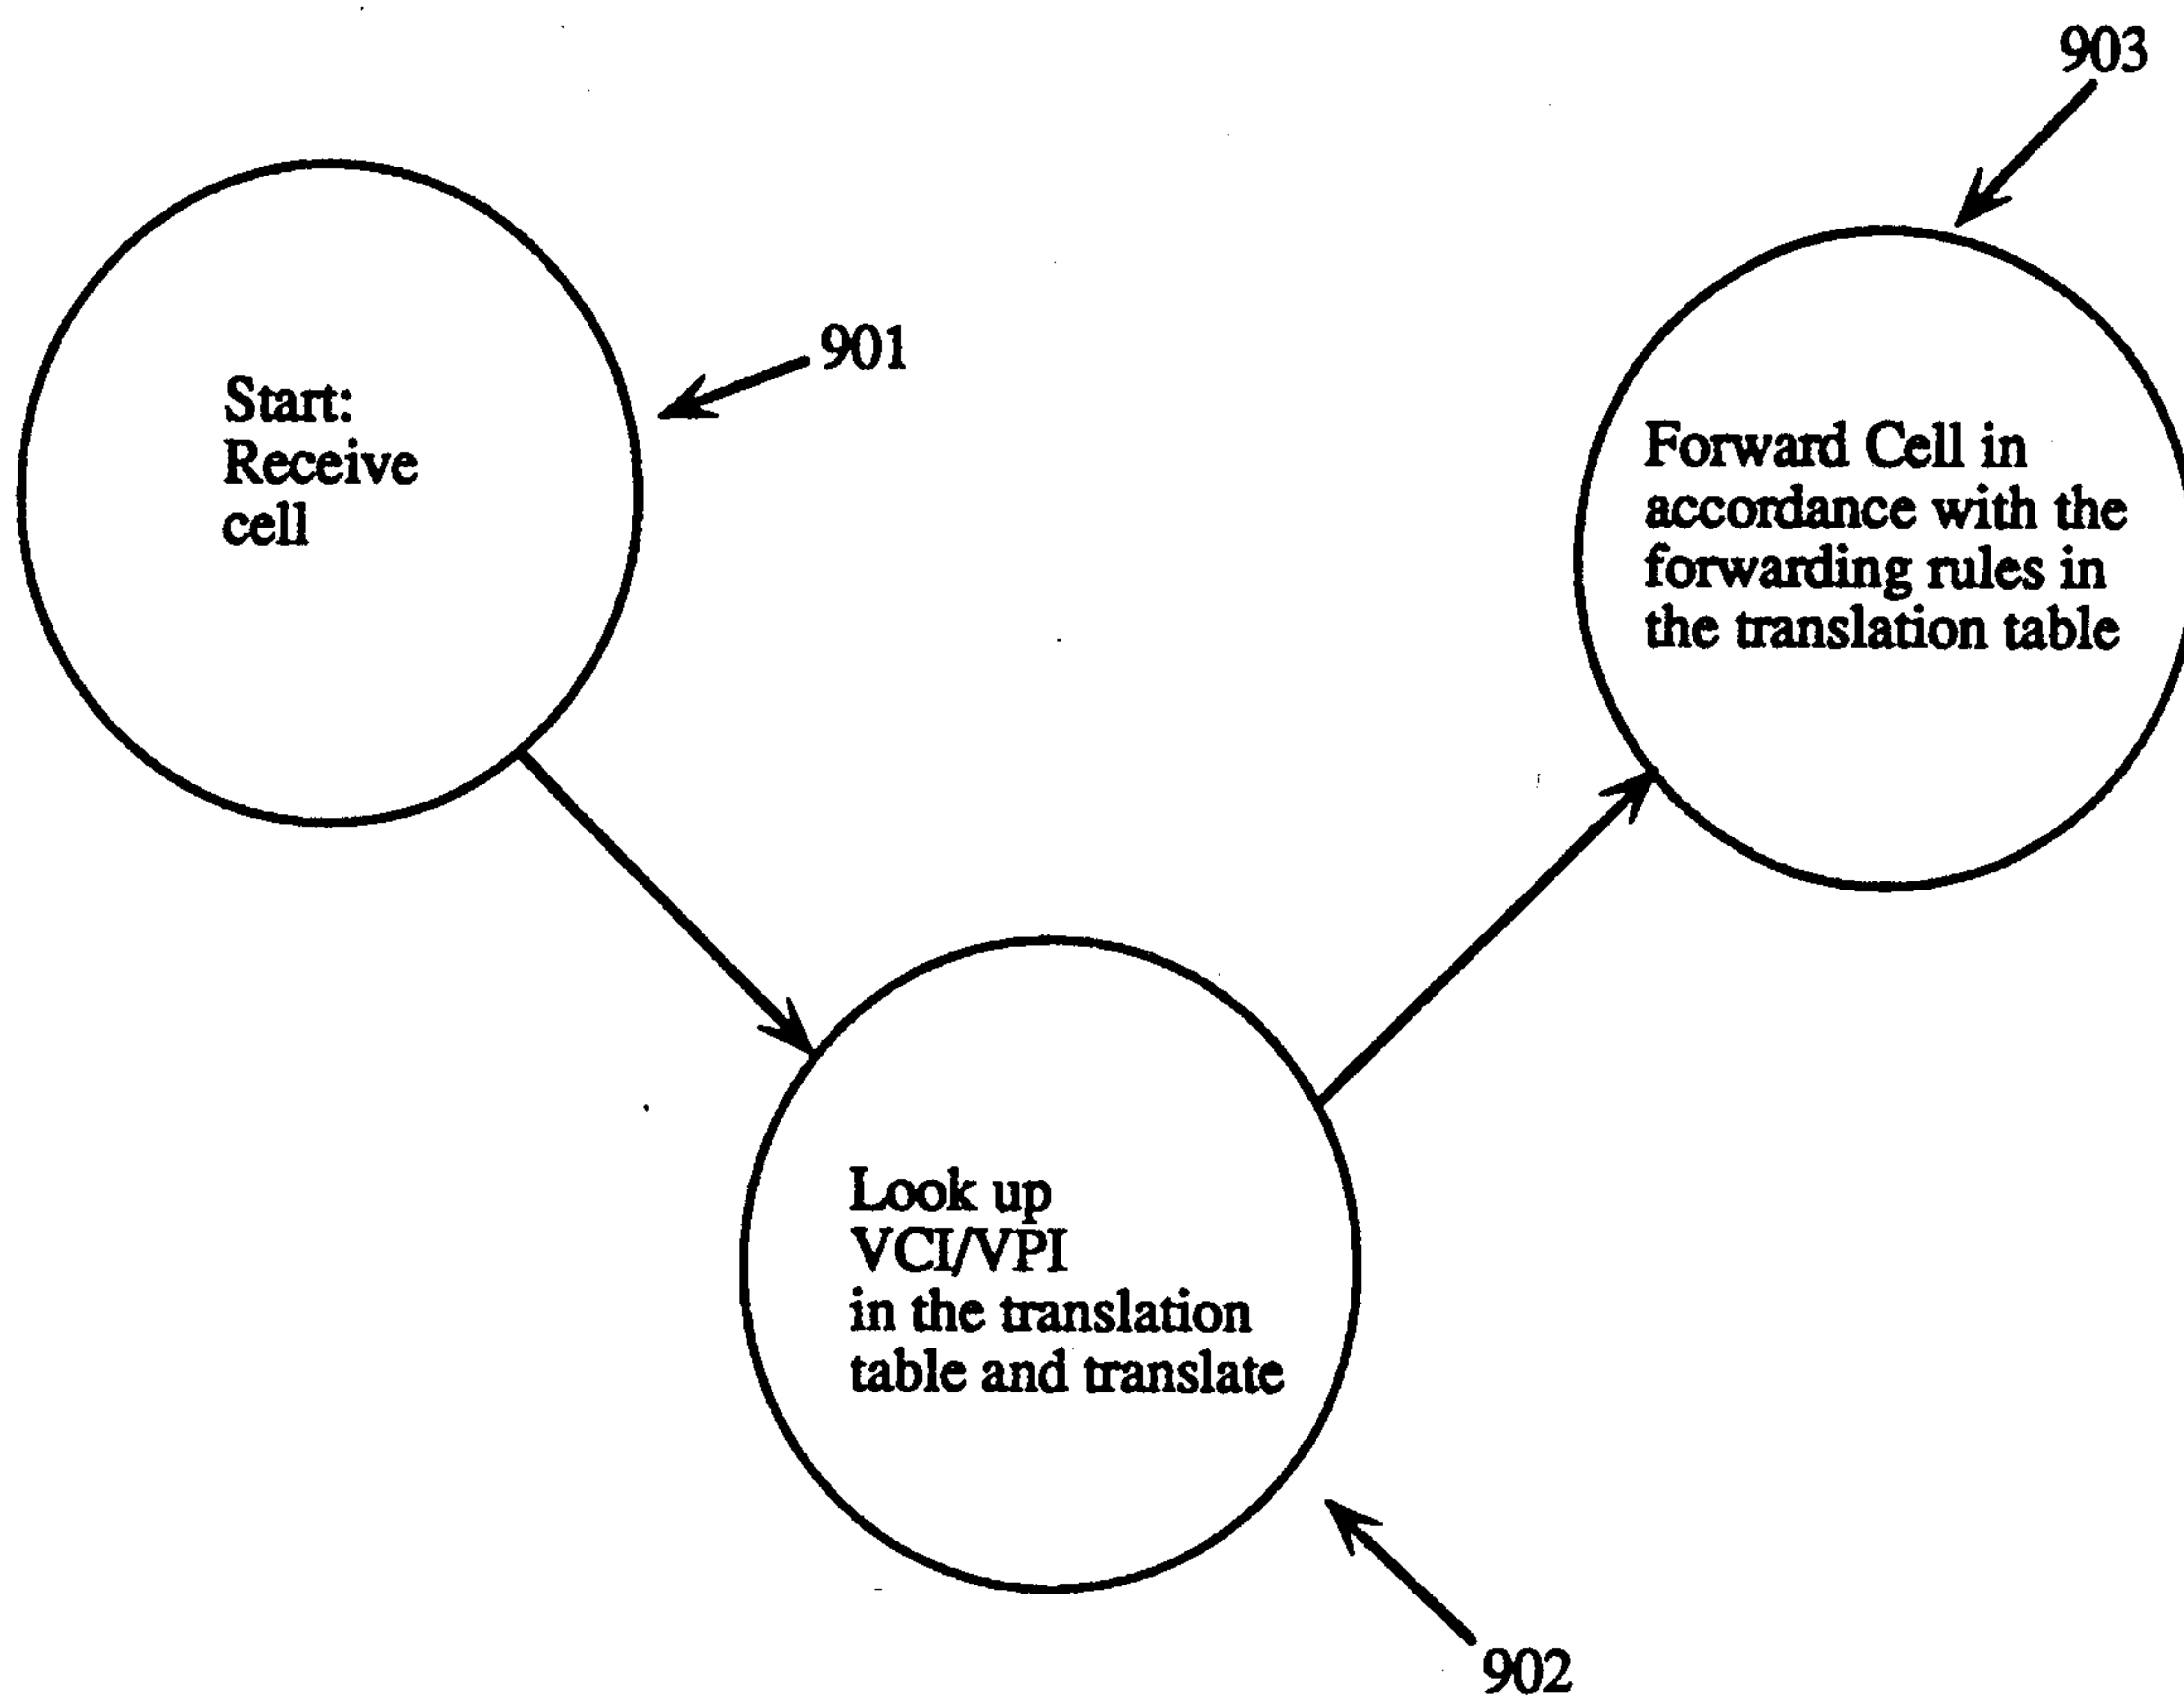 903
901
Start:
Receive
cell
Forward Cell in
accordance with the
forwarding rules in
the translation table
Look up
VCI/VPI
in the translation
table and translate
902